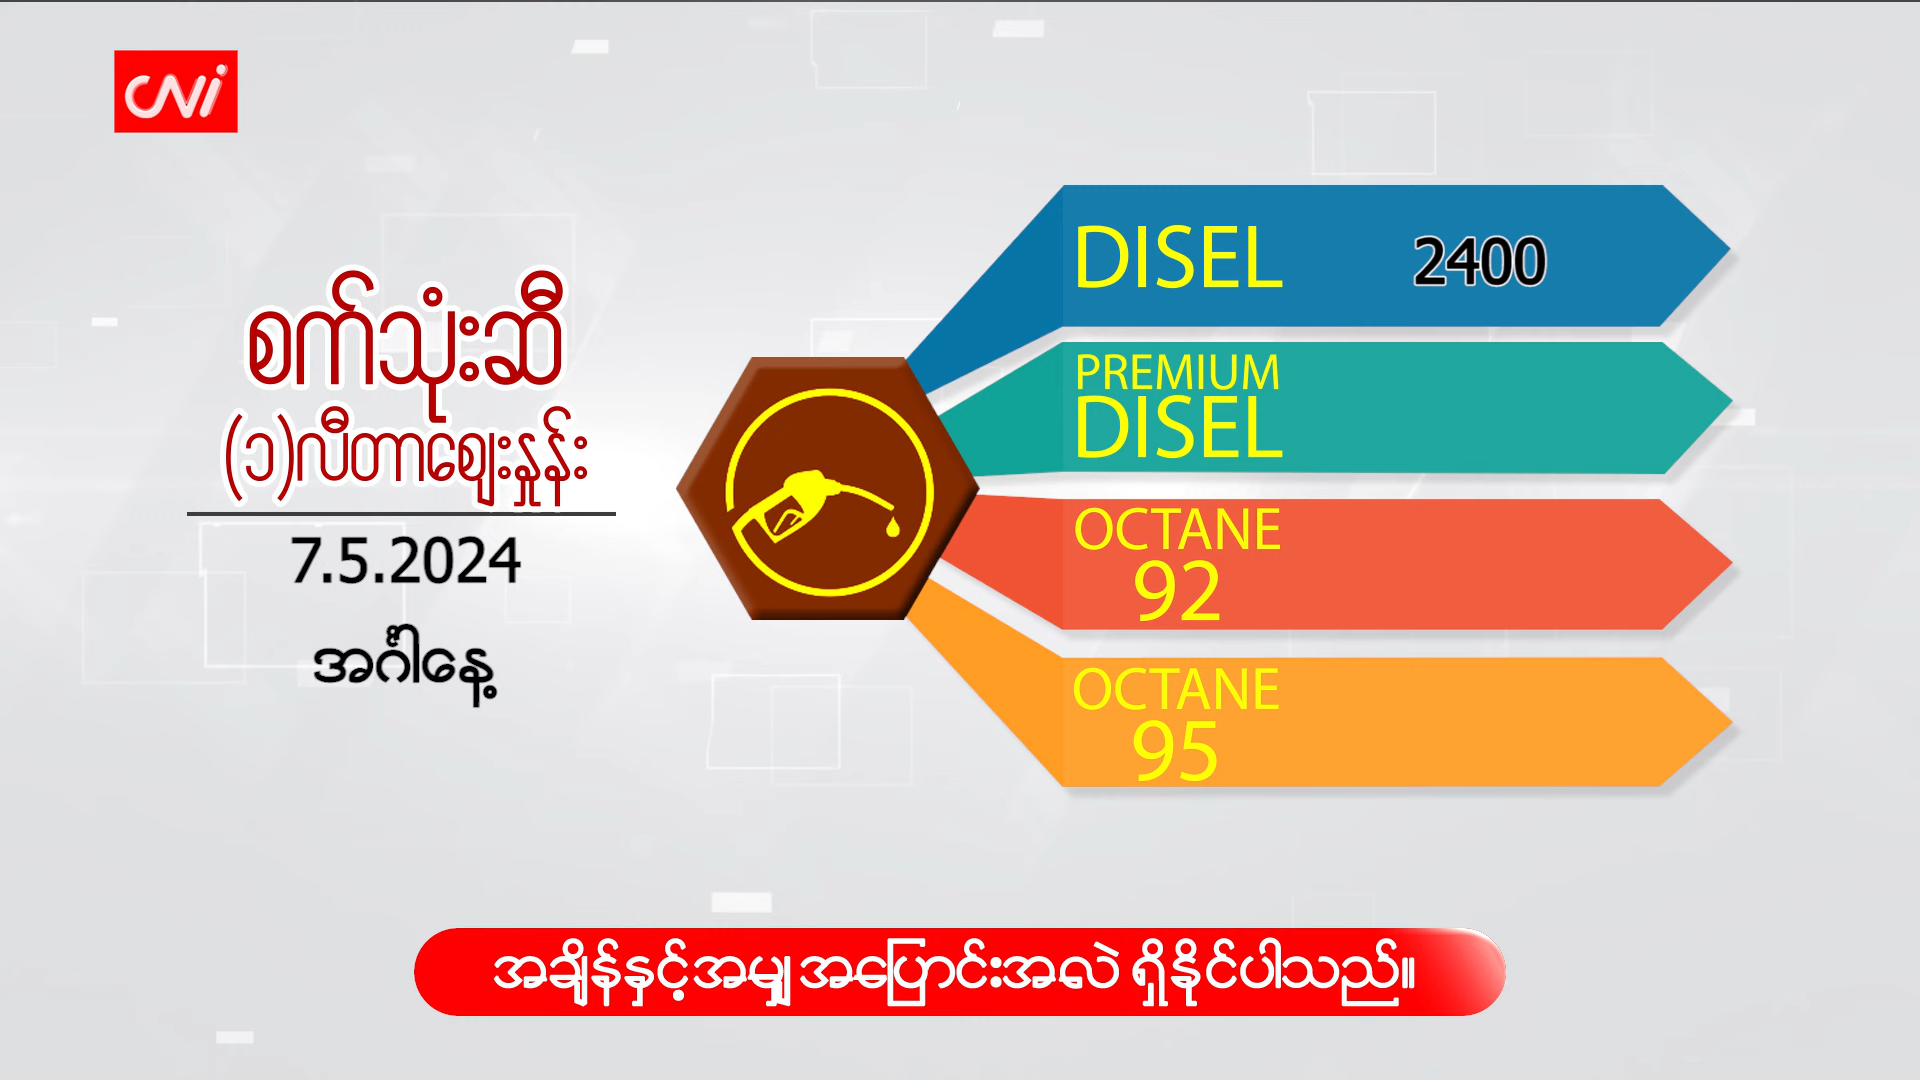 CNi
စက်သုံးဆီ
(၁)လီတာဈေးနှုန်း
7.5.2024
အင်္ဂါနေ့
DISEL 2400
PREMIUM
DISEL
OCTANE
92
OCTANE
95
အချိန်နှင့်အမျှ အပြောင်းအလဲ ရှိနိုင်ပါသည်။